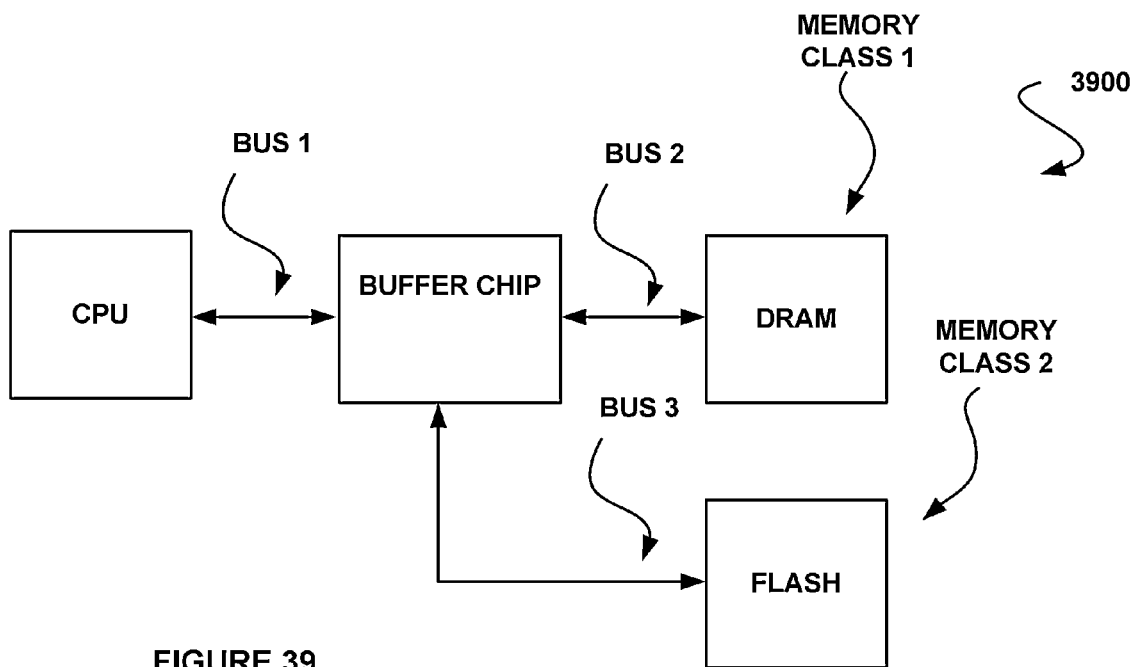 MEMORY
CLASS 1
3900
BUS 1
BUS 2
CPU
BUFFER CHIP
DRAM
MEMORY
CLASS 2
BUS 3
FLASH
FIGURE 39